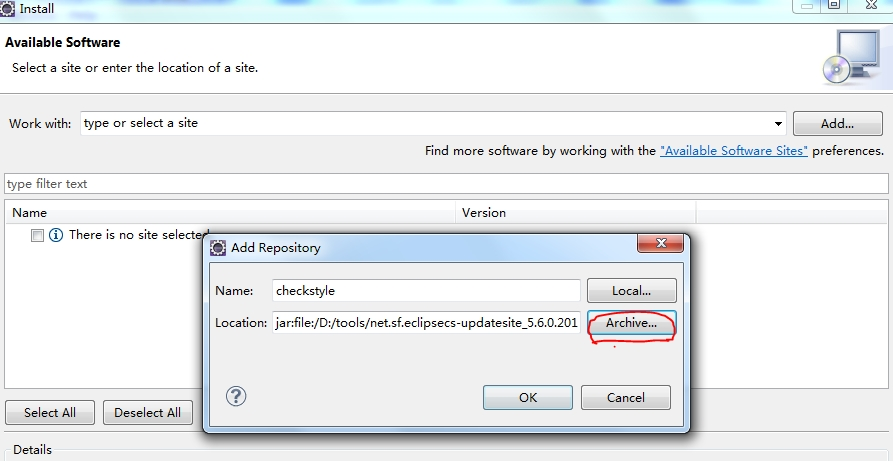 Install
Available Software
Select a site or enter the location of a site.
Work with: type or select a site Add...
Find more software by working with the "Available Software Sites" preferences.
type filter text
Name Version
There is no site selected
Add Repository
Name: checkstyle Local...
Location: jar:file:/D:/tools/net.sf.eclipsecs-updatesite_5.6.0.201 Archive...
? OK Cancel
Select All Deselect All
Details